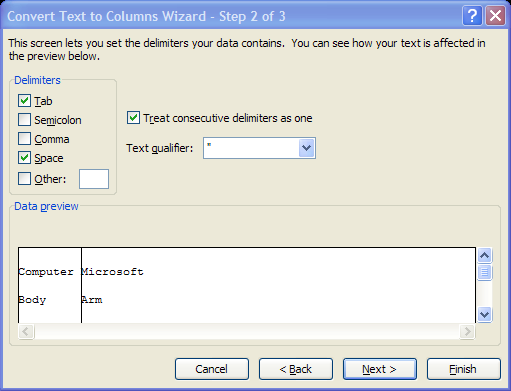 Convert Text to Columns Wizard - Step 2 of 3
?
This screen lets you set the delimiters your data contains. You can see how your text is affected in
the preview below.
Delimiters
Tab
Semicolon
Comma
Space
Other:
Treat consecutive delimiters as one
Text qualifier:
"
Data preview
Computer Microsoft
Body Arm
Cancel
< Back
Next >
Finish